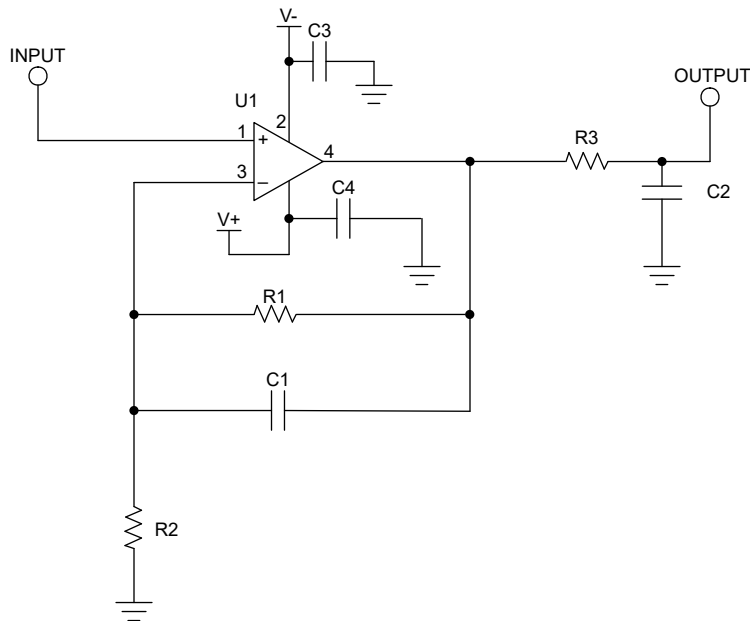 V-
C3
INPUT
OUTPUT
U1
2
1
+
R3
4
3
–
C4
C2
V+
R1
C1
R2